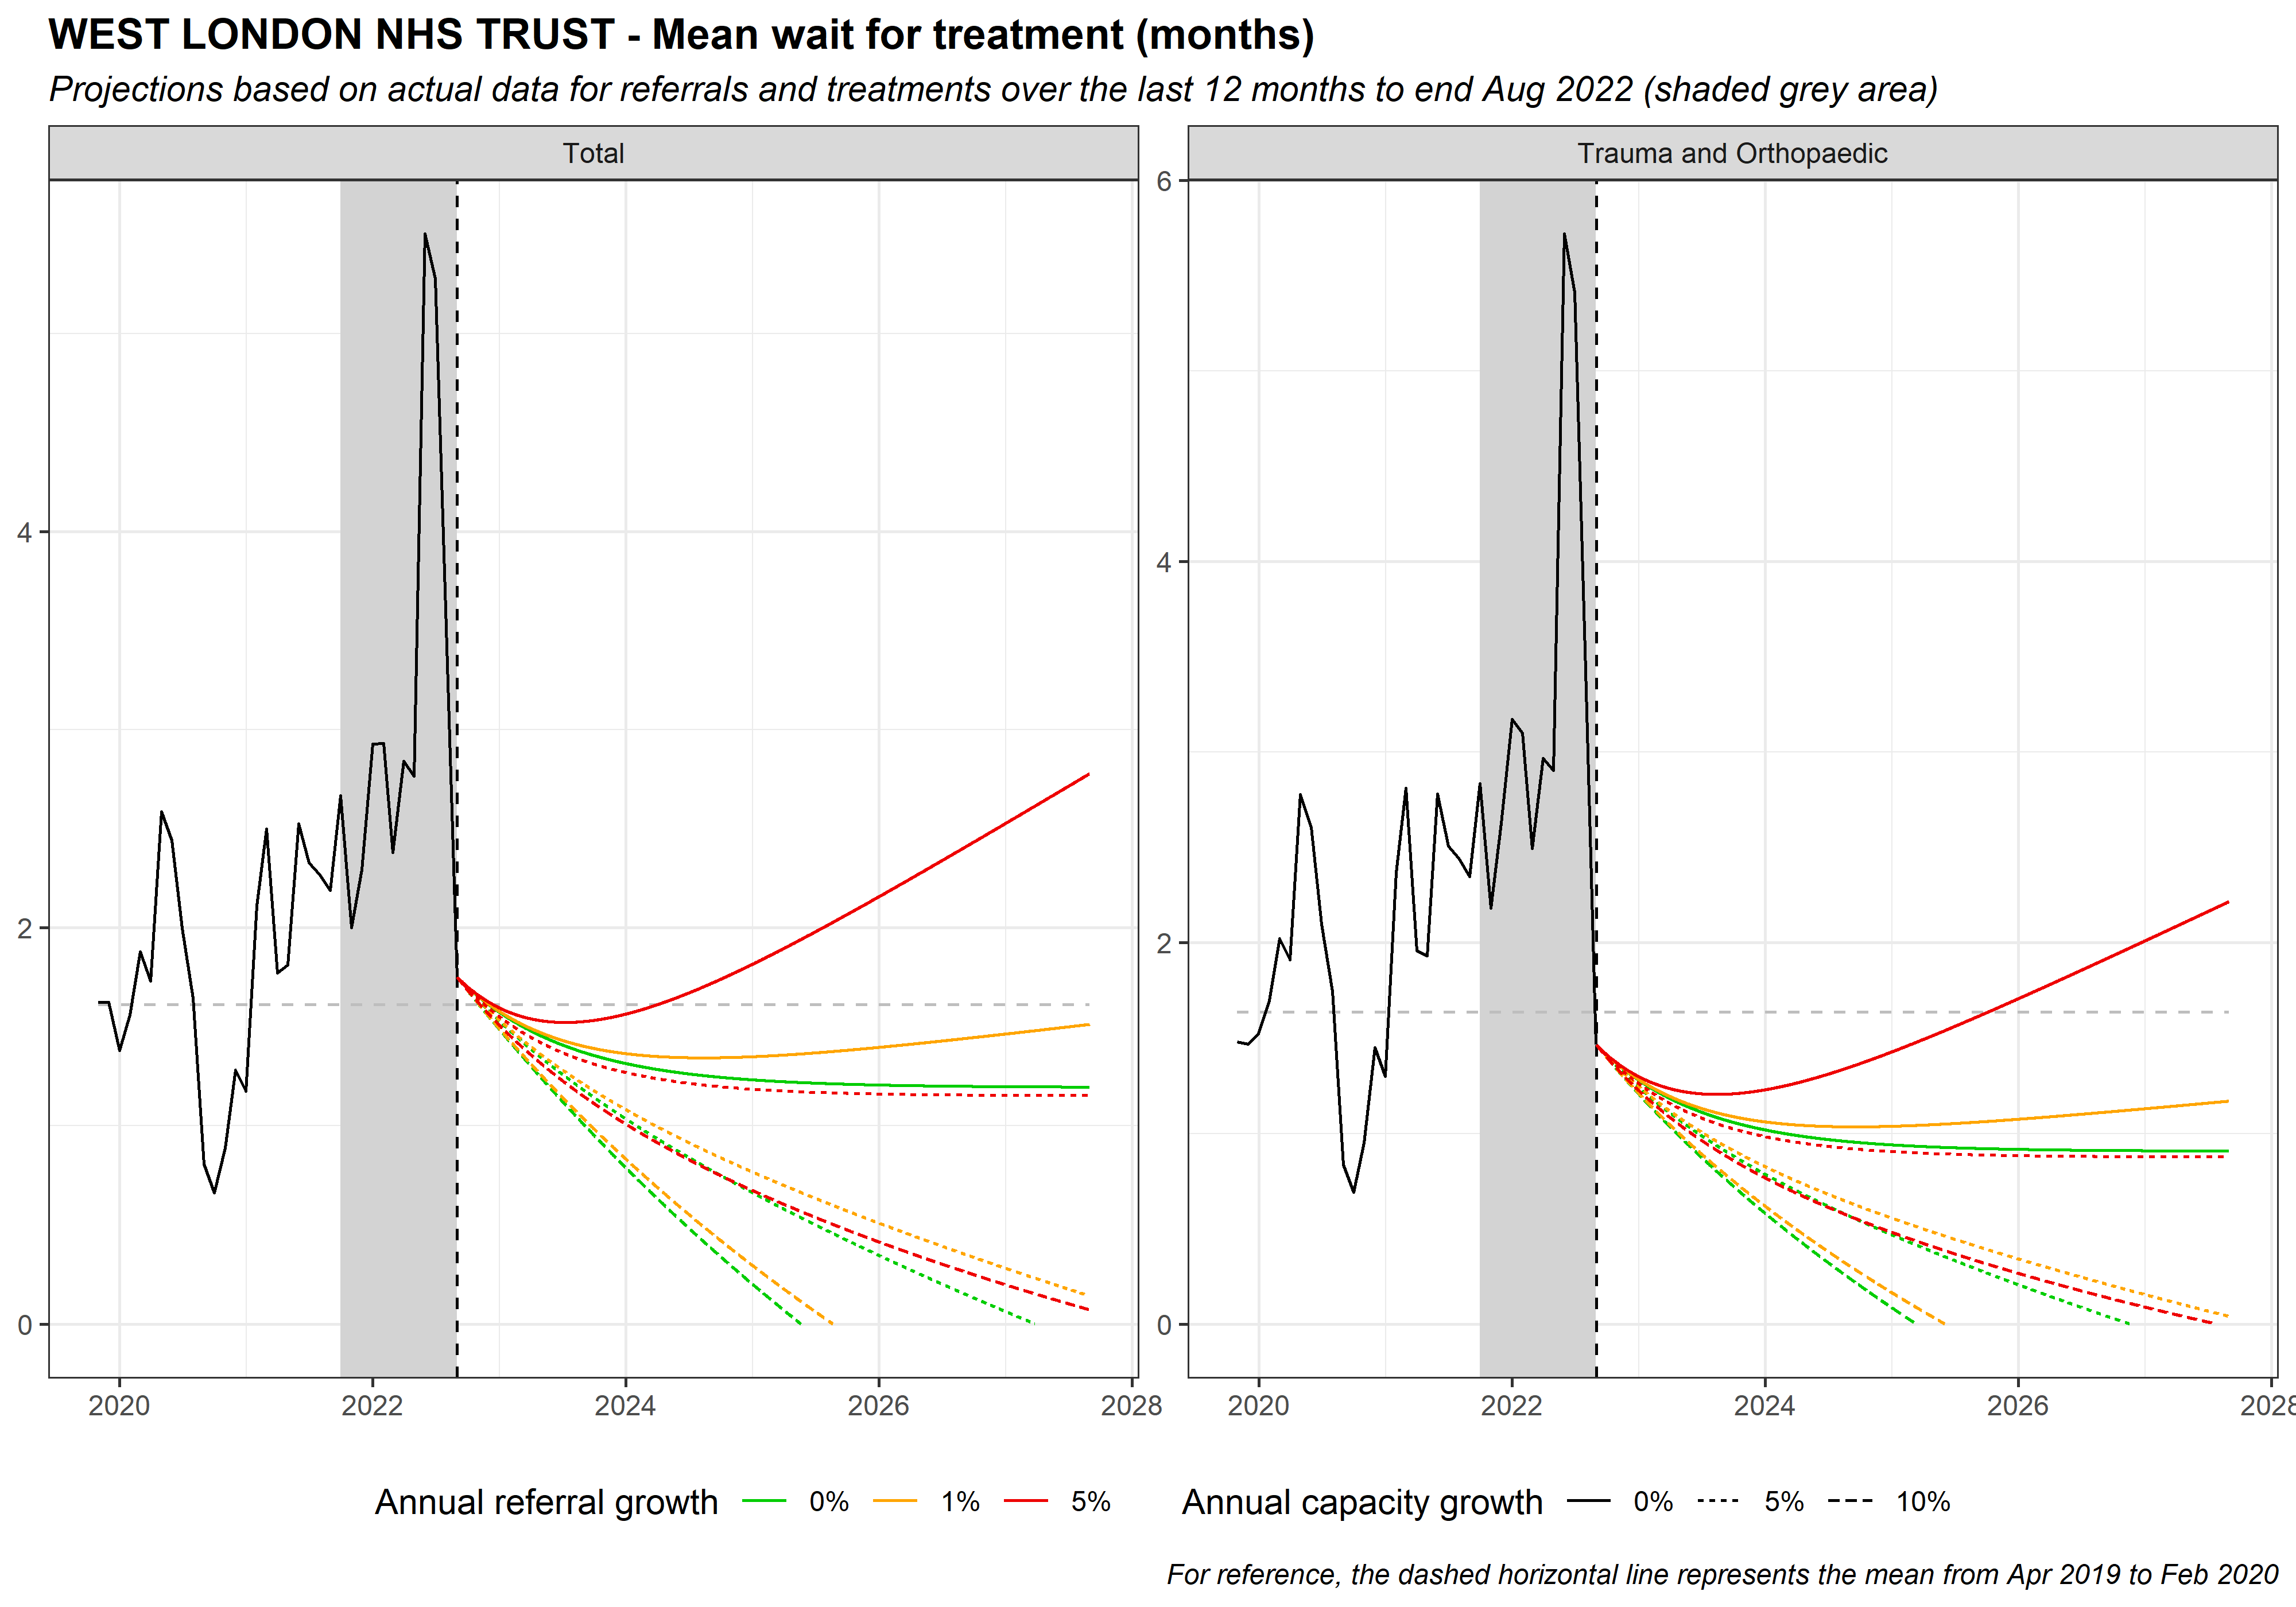 WEST LONDON NHS TRUST - Mean wait for treatment (months)
Projections based on actual data for referrals and treatments over the last 12 months to end Aug 2022 (shaded grey area)
Total
Trauma and Orthopaedic
4
2
0
6
4
2
0
2020 2022 2024 2026 2028
2020 2022 2024 2026 2028
Annual referral growth 0% 1% 5%
Annual capacity growth 0% 5% 10%
For reference, the dashed horizontal line represents the mean from Apr 2019 to Feb 2020